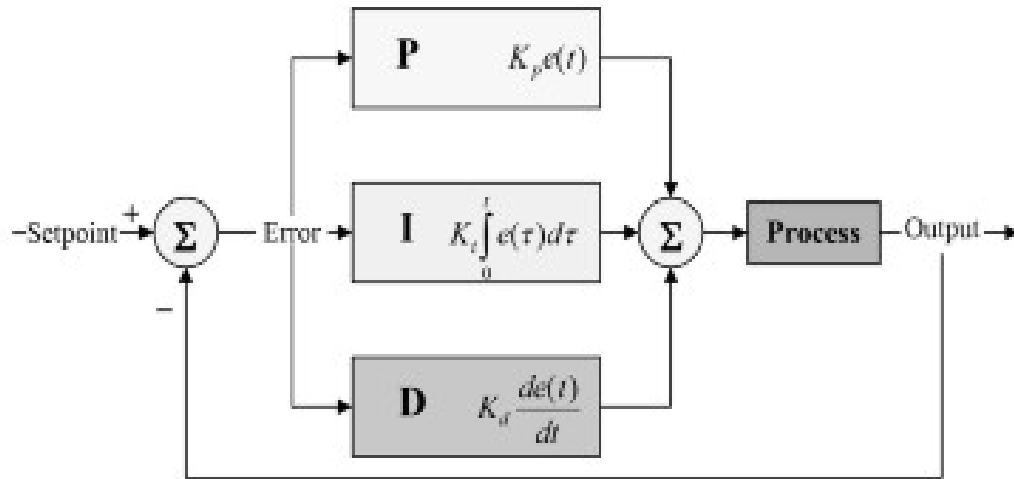 P K_p e(t)
–Setpoint + Σ Error I K_i ∫_0^t e(τ)dτ Σ Process Output
–
D K_d de(t)/dt